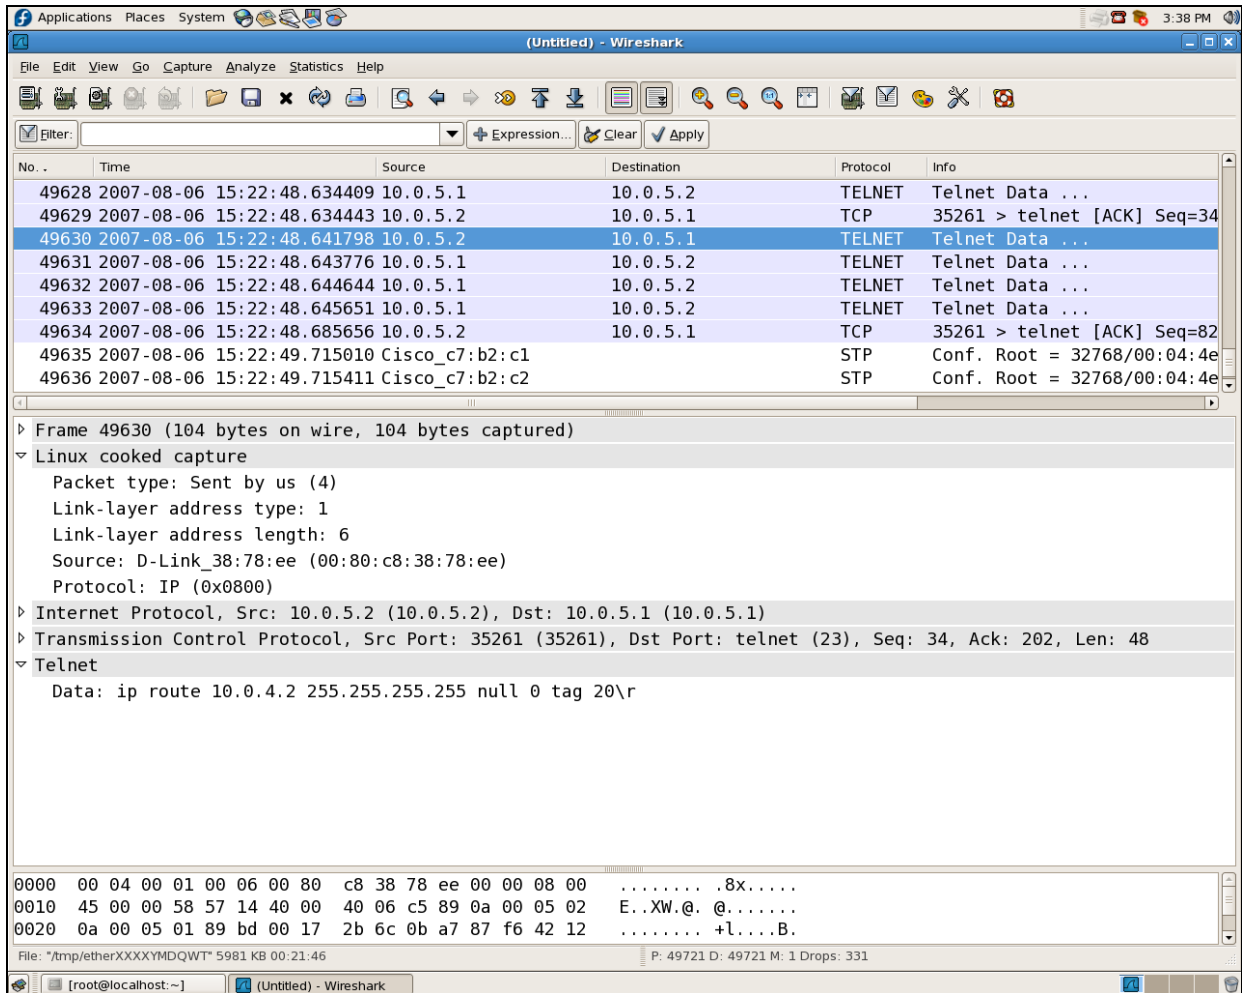 Applications Places System 3:38 PM
(Untitled) - Wireshark
File Edit View Go Capture Analyze Statistics Help
Filter: Expression... Clear Apply
No. . Time Source Destination Protocol Info
49628 2007-08-06 15:22:48.634409 10.0.5.1 10.0.5.2 TELNET Telnet Data ...
49629 2007-08-06 15:22:48.634443 10.0.5.2 10.0.5.1 TCP 35261 > telnet [ACK] Seq=34
49630 2007-08-06 15:22:48.641798 10.0.5.2 10.0.5.1 TELNET Telnet Data ...
49631 2007-08-06 15:22:48.643776 10.0.5.1 10.0.5.2 TELNET Telnet Data ...
49632 2007-08-06 15:22:48.644644 10.0.5.1 10.0.5.2 TELNET Telnet Data ...
49633 2007-08-06 15:22:48.645651 10.0.5.1 10.0.5.2 TELNET Telnet Data ...
49634 2007-08-06 15:22:48.685656 10.0.5.2 10.0.5.1 TCP 35261 > telnet [ACK] Seq=82
49635 2007-08-06 15:22:49.715010 Cisco_c7:b2:c1 STP Conf. Root = 32768/00:04:4e
49636 2007-08-06 15:22:49.715411 Cisco_c7:b2:c2 STP Conf. Root = 32768/00:04:4e
Frame 49630 (104 bytes on wire, 104 bytes captured)
Linux cooked capture
Packet type: Sent by us (4)
Link-layer address type: 1
Link-layer address length: 6
Source: D-Link_38:78:ee (00:80:c8:38:78:ee)
Protocol: IP (0x0800)
Internet Protocol, Src: 10.0.5.2 (10.0.5.2), Dst: 10.0.5.1 (10.0.5.1)
Transmission Control Protocol, Src Port: 35261 (35261), Dst Port: telnet (23), Seq: 34, Ack: 202, Len: 48
Telnet
Data: ip route 10.0.4.2 255.255.255.255 null 0 tag 20\r
0000 00 04 00 01 00 06 00 80 c8 38 78 ee 00 00 08 00 ........ .8x.....
0010 45 00 00 58 57 14 40 00 40 06 c5 89 0a 00 05 02 E..XW.@. @.......
0020 0a 00 05 01 89 bd 00 17 2b 6c 0b a7 87 f6 42 12 ........ +l....B.
File: "/tmp/etherXXXXYMDQWT" 5981 KB 00:21:46 P: 49721 D: 49721 M: 1 Drops: 331
[root@localhost:~] (Untitled) - Wireshark